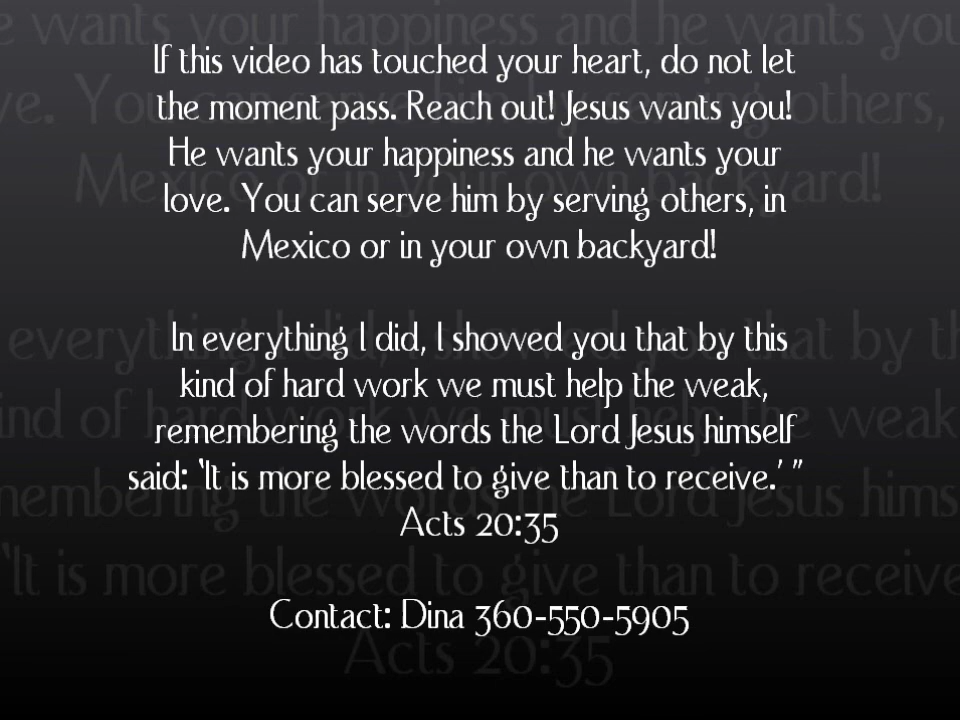 If this video has touched your heart, do not let
the moment pass. Reach out! Jesus wants you!
He wants your happiness and he wants your
love. You can serve him by serving others, in
Mexico or in your own backyard!
In everything I did, I showed you that by this
kind of hard work we must help the weak,
remembering the words the Lord Jesus himself
said: 'It is more blessed to give than to receive.' "
Acts 20:35
Contact: Dina 360-550-5905